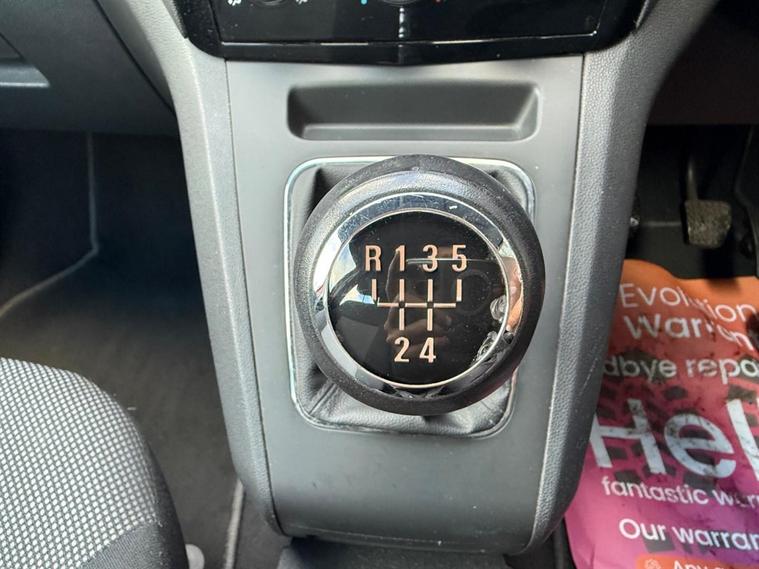 R 1 3 5
2 4
Evolution
Warran
dbye repa
Hel
fantastic warr
Our warran